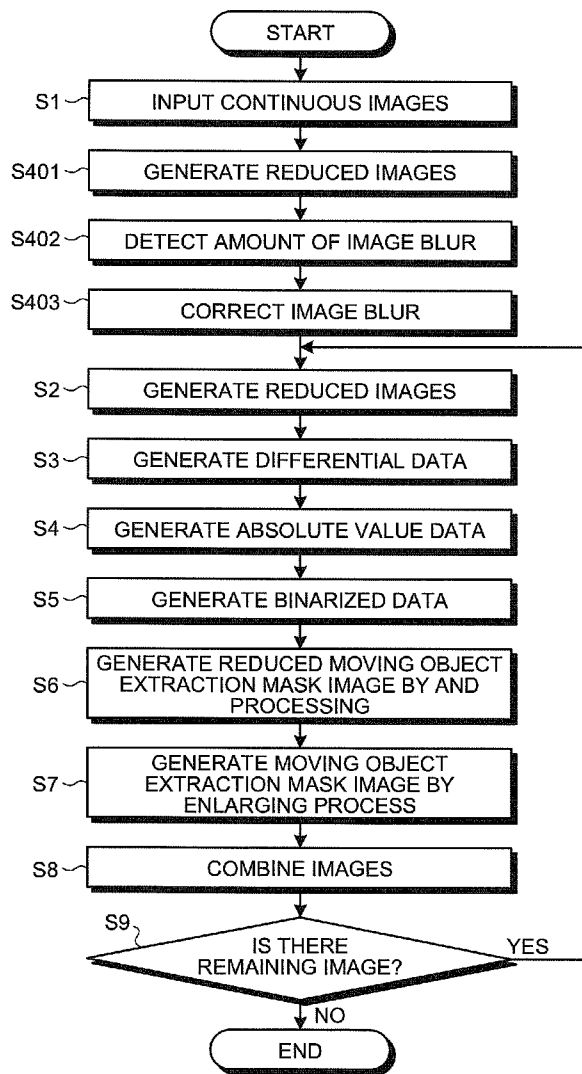 START
S1
INPUT CONTINUOUS IMAGES
S401
GENERATE REDUCED IMAGES
S402
DETECT AMOUNT OF IMAGE BLUR
S403
CORRECT IMAGE BLUR
S2
GENERATE REDUCED IMAGES
S3
GENERATE DIFFERENTIAL DATA
S4
GENERATE ABSOLUTE VALUE DATA
S5
GENERATE BINARIZED DATA
S6
GENERATE REDUCED MOVING OBJECT
EXTRACTION MASK IMAGE BY AND
PROCESSING
S7
GENERATE MOVING OBJECT
EXTRACTION MASK IMAGE BY
ENLARGING PROCESS
S8
COMBINE IMAGES
S9
IS THERE
REMAINING IMAGE?
YES
NO
END